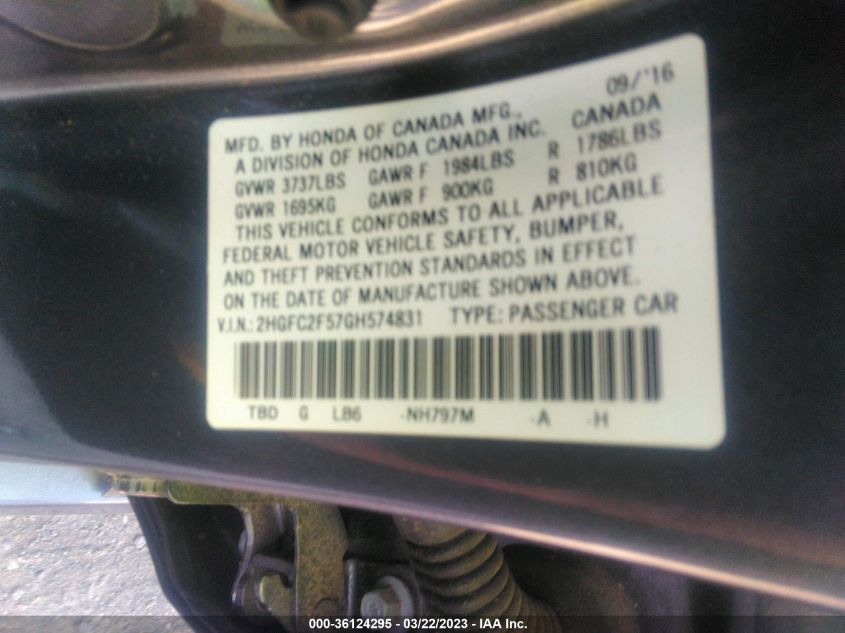 09/'16
MFD. BY HONDA OF CANADA MFG.,
A DIVISION OF HONDA CANADA INC. CANADA
GVWR 3737LBS GAWR F 1984LBS R 1786LBS
GVWR 1695KG GAWR F 900KG R 810KG
THIS VEHICLE CONFORMS TO ALL APPLICABLE
FEDERAL MOTOR VEHICLE SAFETY, BUMPER,
AND THEFT PREVENTION STANDARDS IN EFFECT
ON THE DATE OF MANUFACTURE SHOWN ABOVE.
V.I.N.: 2HGFC2F57GH574831 TYPE: PASSENGER CAR
TBD G LB6 -NH797M -A -H
000-36124295 - 03/22/2023 - IAA Inc.